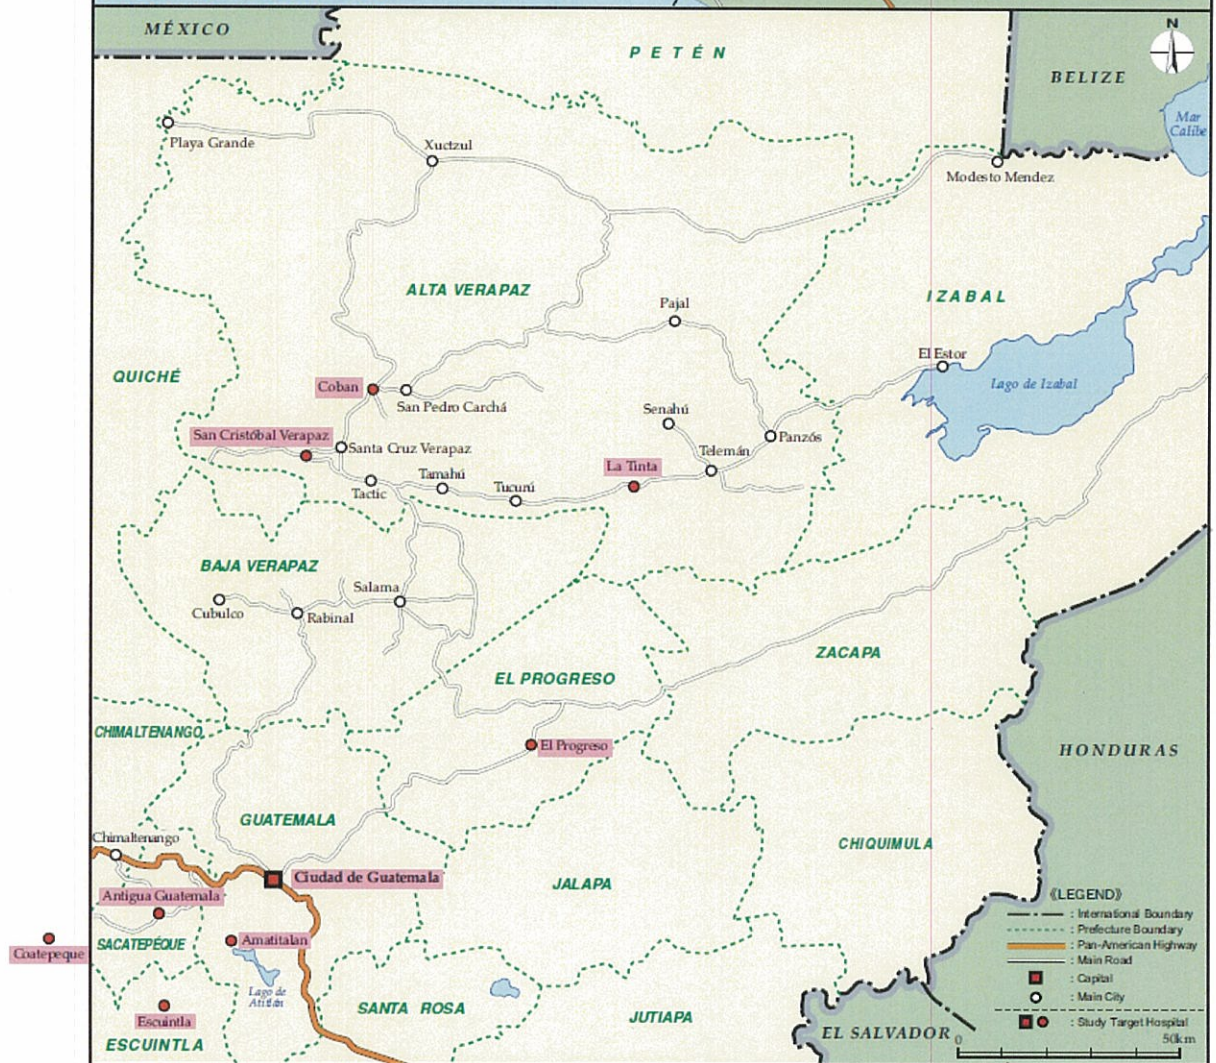 N
MÉXICO
PETÉN
BELIZE
Mar
Calibe
Playa Grande
Xuctzul
Modesto Mendez
ALTA VERAPAZ
IZABAL
Pajal
El Estor
QUICHÉ
Lago de Izabal
Coban
San Pedro Carchá
Senahú
San Cristóbal Verapaz
Santa Cruz Verapaz
Panzós
Telemán
La Tinta
Tamahú
Tactic
Tucurú
BAJA VERAPAZ
Salama
Cubulco
Rabinal
ZACAPA
EL PROGRESO
CHIMALTENANGO
El Progreso
HONDURAS
GUATEMALA
Chimaltenango
CHIQUIMULA
Ciudad de Guatemala
JALAPA
Antigua Guatemala
SACATEPÉQUE
Amatitalan
Coatepeque
Lago de
Atitlán
SANTA ROSA
JUTIAPA
Escuintla
ESCUINTLA
EL SALVADOR
《LEGEND》
: International Boundary
: Prefecture Boundary
: Pan-American Highway
: Main Road
: Capital
: Main City
: Study Target Hospital
0 50km